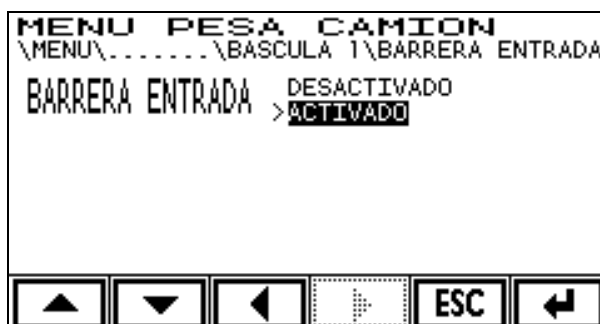 MENU PESA CAMION
\MENU\.......\BASCULA 1\BARRERA ENTRADA
BARRERA ENTRADA
DESACTIVADO
>ACTIVADO
ESC